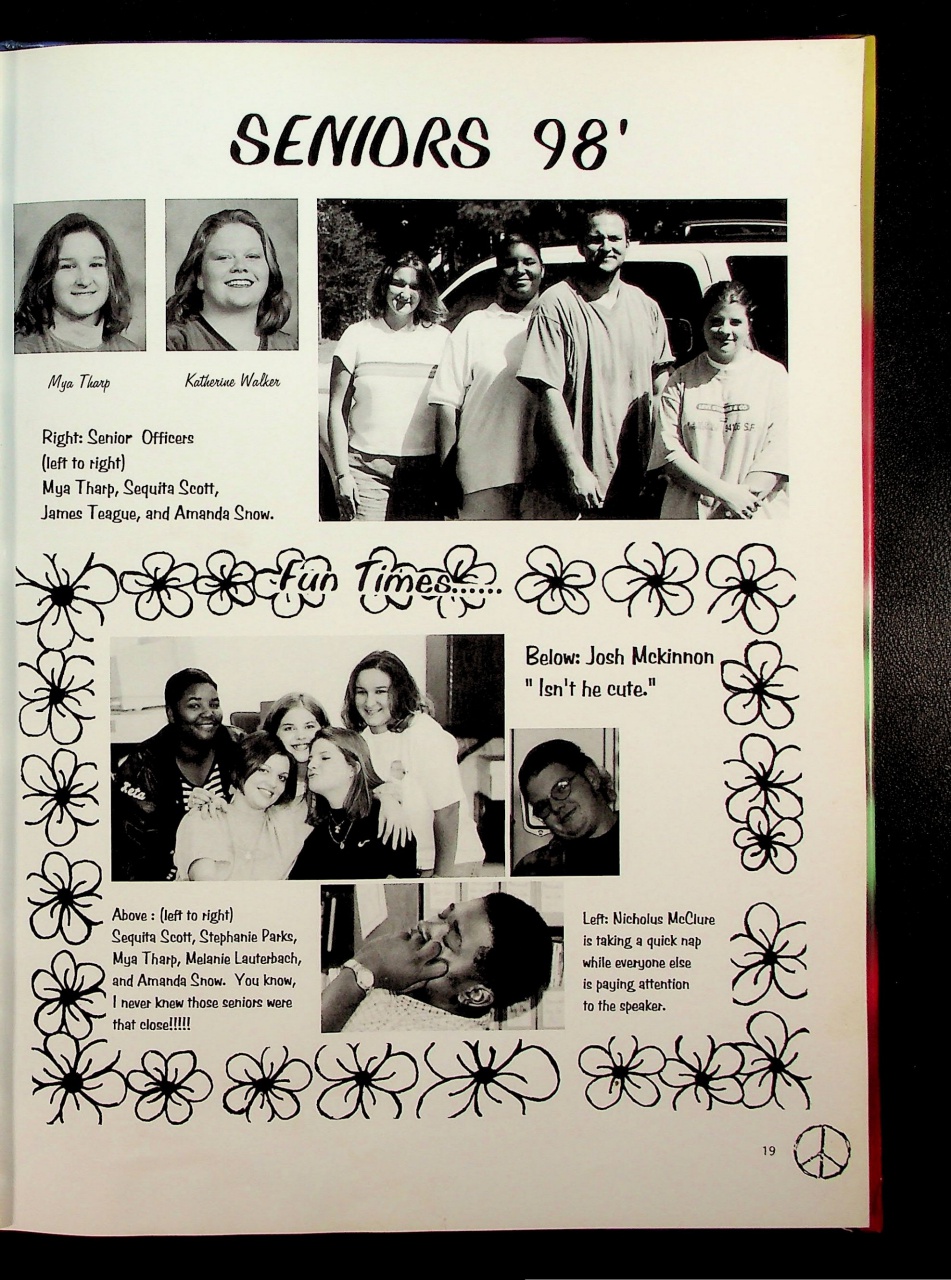 SENIORS 98'
Mya Tharp
Katherine Walker
Right: Senior Officers
(left to right)
Mya Tharp, Sequita Scott,
James Teague, and Amanda Snow.
Fun Times......
Below: Josh Mckinnon
" Isn't he cute."
Keta
Above : (left to right)
Sequita Scott, Stephanie Parks,
Mya Tharp, Melanie Lauterbach,
and Amanda Snow. You know,
I never knew those seniors were
that close!!!!!
Left: Nicholus McClure
is taking a quick nap
while everyone else
is paying attention
to the speaker.
19